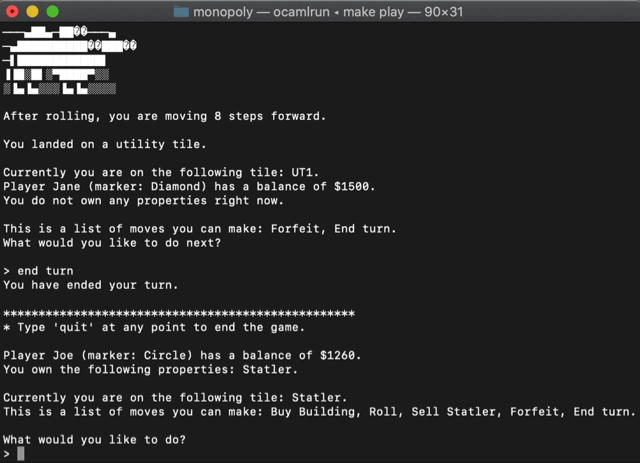 monopoly — ocamlrun ◂ make play — 90×31
After rolling, you are moving 8 steps forward.
You landed on a utility tile.
Currently you are on the following tile: UT1.
Player Jane (marker: Diamond) has a balance of $1500.
You do not own any properties right now.
This is a list of moves you can make: Forfeit, End turn.
What would you like to do next?
> end turn
You have ended your turn.
**************************************************
* Type 'quit' at any point to end the game.
Player Joe (marker: Circle) has a balance of $1260.
You own the following properties: Statler.
Currently you are on the following tile: Statler.
This is a list of moves you can make: Buy Building, Roll, Sell Statler, Forfeit, End turn.
What would you like to do?
>